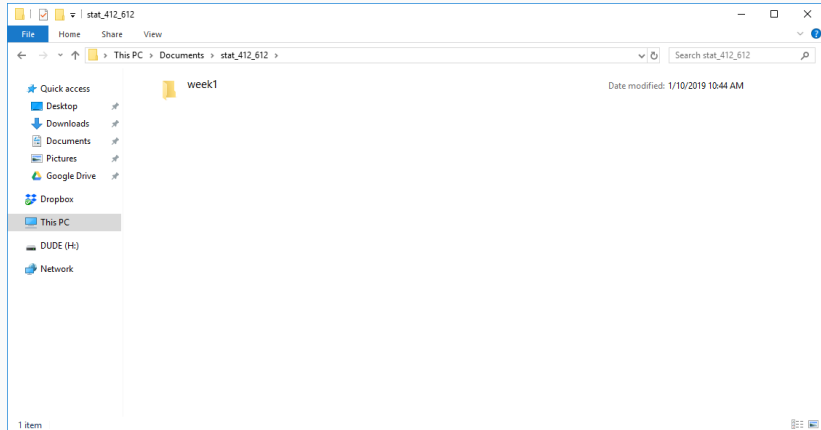 stat_412_612
File Home Share View
This PC > Documents > stat_412_612 >
Search stat_412_612
Quick access
Desktop
Downloads
Documents
Pictures
Google Drive
Dropbox
This PC
DUDE (H:)
Network
week1
Date modified: 1/10/2019 10:44 AM
1 item